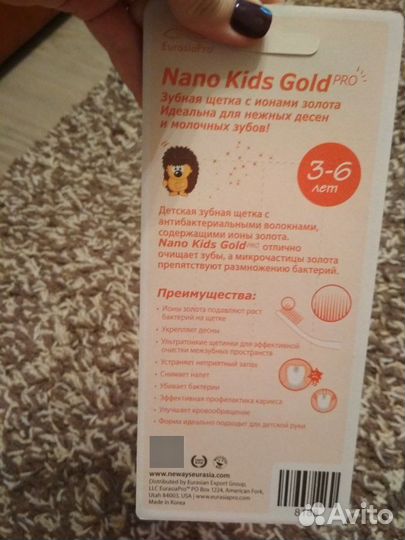 EurasiaPro
Nano Kids Gold PRO
Зубная щетка с ионами золота
Идеальна для нежных десен
и молочных зубов!
3-6
лет
Детская зубная щетка с
антибактериальными волокнами,
содержащими ионы золота.
Nano Kids Gold PRO отлично
очищает зубы, а микрочастицы золота
препятствуют размножению бактерий.
Преимущества:
• Ионы золота подавляют рост
бактерий на щетке
• Укрепляет десны
• Ультратонкие щетинки для эффективной
очистки межзубных пространств
• Устраняет неприятный запах
• Снимает налет
• Убивает бактерии
• Эффективная профилактика кариеса
• Улучшает кровообращение
• Форма идеально подходит для детской руки
www.newayseurasia.com
Distributed by Eurasian Export Group,
LLC EurasiaPro™ PO Box 1224, American Fork,
Utah 84003, USA | www.eurasiapro.com
Made in Korea
Avito